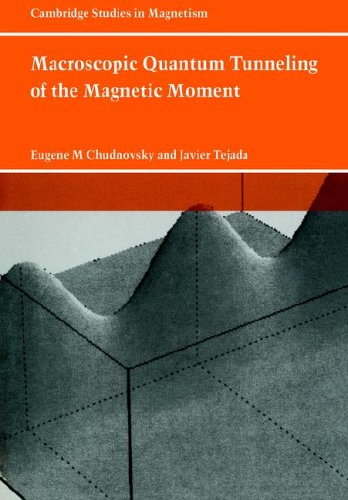 Cambridge Studies in Magnetism
Macroscopic Quantum Tunneling
of the Magnetic Moment
Eugene M Chudnovsky and Javier Tejada